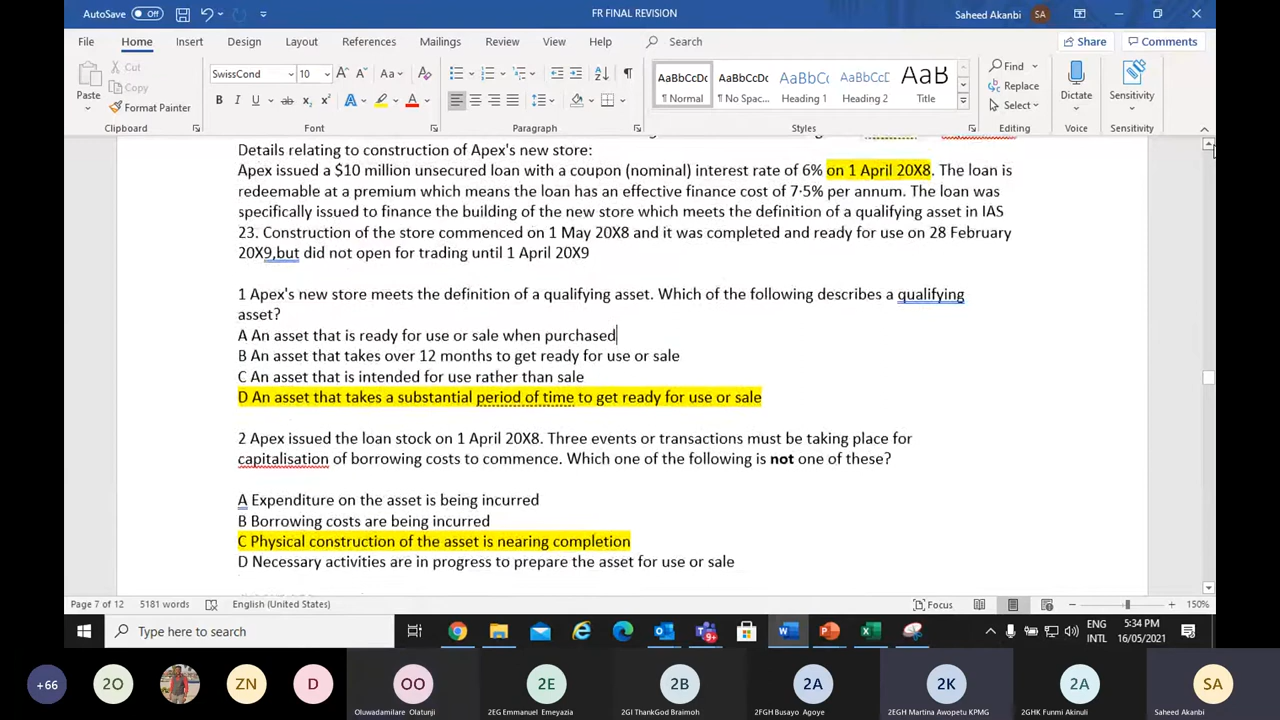 AutoSave Off
FR FINAL REVISION
Saheed Akanbi SA
File Home Insert Design Layout References Mailings Review View Help Search Share Comments
Paste Cut Copy Format Painter
SwissCond 10 Aa
B I U ab x₂ x² A A
AaBbCcDc AaBbCcDc AaBbCc AaBbCcD AaB
¶ Normal ¶ No Spac... Heading 1 Heading 2 Title
Find Replace Select
Dictate Sensitivity
Clipboard Font Paragraph Styles Editing Voice Sensitivity
Details relating to construction of Apex's new store:
Apex issued a $10 million unsecured loan with a coupon (nominal) interest rate of 6% on 1 April 20X8. The loan is
redeemable at a premium which means the loan has an effective finance cost of 7·5% per annum. The loan was
specifically issued to finance the building of the new store which meets the definition of a qualifying asset in IAS
23. Construction of the store commenced on 1 May 20X8 and it was completed and ready for use on 28 February
20X9,but did not open for trading until 1 April 20X9
1 Apex's new store meets the definition of a qualifying asset. Which of the following describes a qualifying
asset?
A An asset that is ready for use or sale when purchased
B An asset that takes over 12 months to get ready for use or sale
C An asset that is intended for use rather than sale
D An asset that takes a substantial period of time to get ready for use or sale
2 Apex issued the loan stock on 1 April 20X8. Three events or transactions must be taking place for
capitalisation of borrowing costs to commence. Which one of the following is not one of these?
A Expenditure on the asset is being incurred
B Borrowing costs are being incurred
C Physical construction of the asset is nearing completion
D Necessary activities are in progress to prepare the asset for use or sale
Page 7 of 12 5181 words English (United States) Focus 150%
Type here to search
ENG
INTL
5:34 PM
16/05/2021
+66 2O ZN D OO 2E 2B 2A 2K 2A SA
Oluwadamilare Olatunji 2EG Emmanuel Emeyazia 2GI ThankGod Braimoh 2FGH Busayo Agoye 2EGH Martina Awopetu KPMG 2GHK Funmi Akinuli Saheed Akanbi